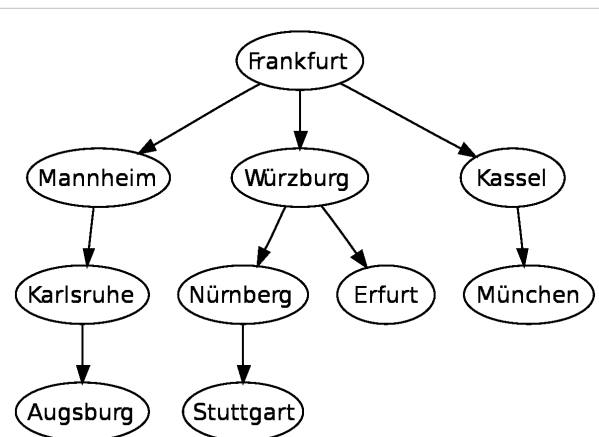 Frankfurt
Mannheim
Würzburg
Kassel
Karlsruhe
Nürnberg
Erfurt
München
Augsburg
Stuttgart